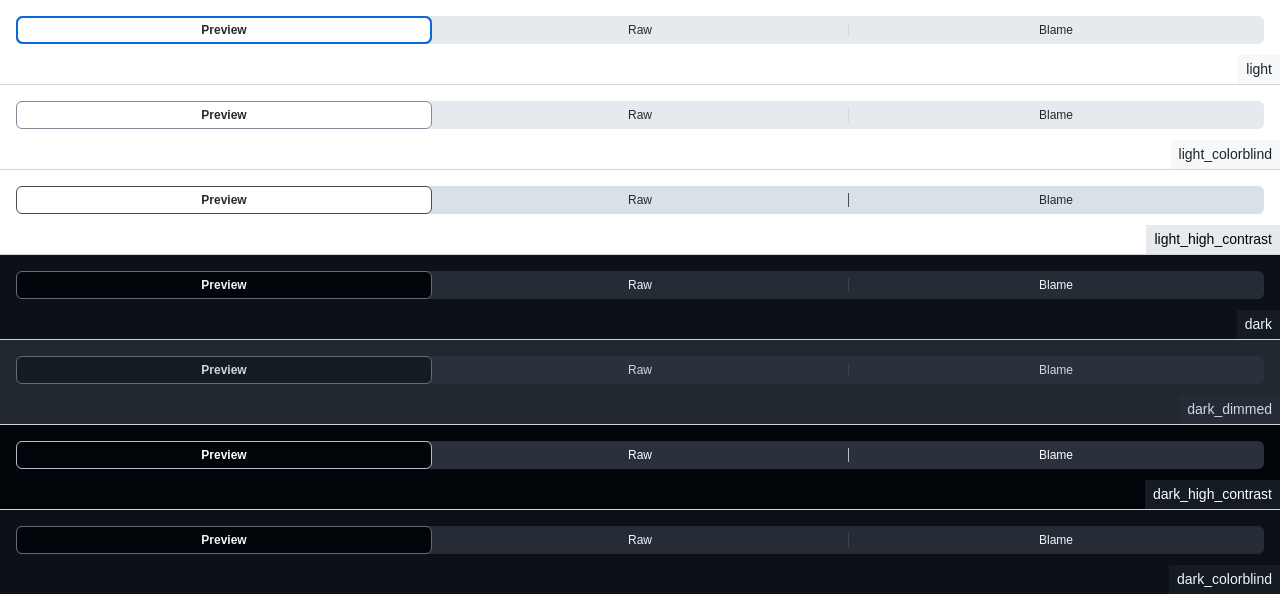 Preview Raw Blame
light
Preview Raw Blame
light_colorblind
Preview Raw Blame
light_high_contrast
Preview Raw Blame
dark
Preview Raw Blame
dark_dimmed
Preview Raw Blame
dark_high_contrast
Preview Raw Blame
dark_colorblind